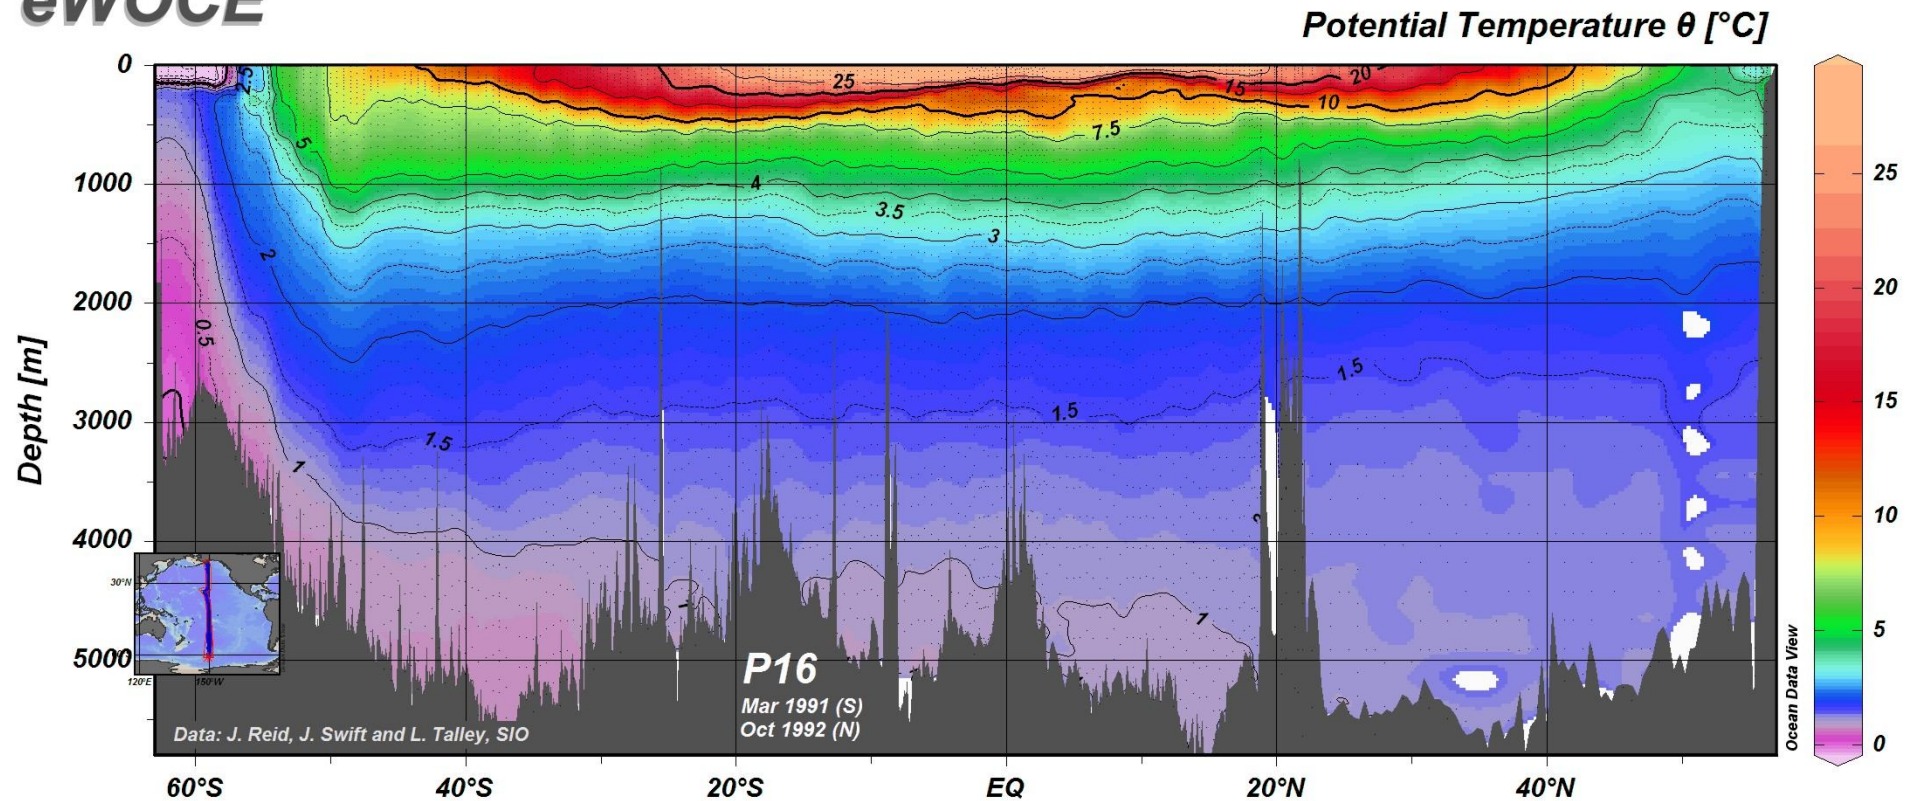 eWOCE
Potential Temperature θ [°C]
0
1000
2000
3000
4000
5000
Depth [m]
2.5
5
2
0.5
1
1.5
25
15
20
10
7.5
4
3.5
3
1.5
1.5
1
1
2
P16
Mar 1991 (S)
Oct 1992 (N)
Data: J. Reid, J. Swift and L. Talley, SIO
30°N
120°E
150°W
60°S
40°S
20°S
EQ
20°N
40°N
25
20
15
10
5
0
Ocean Data View